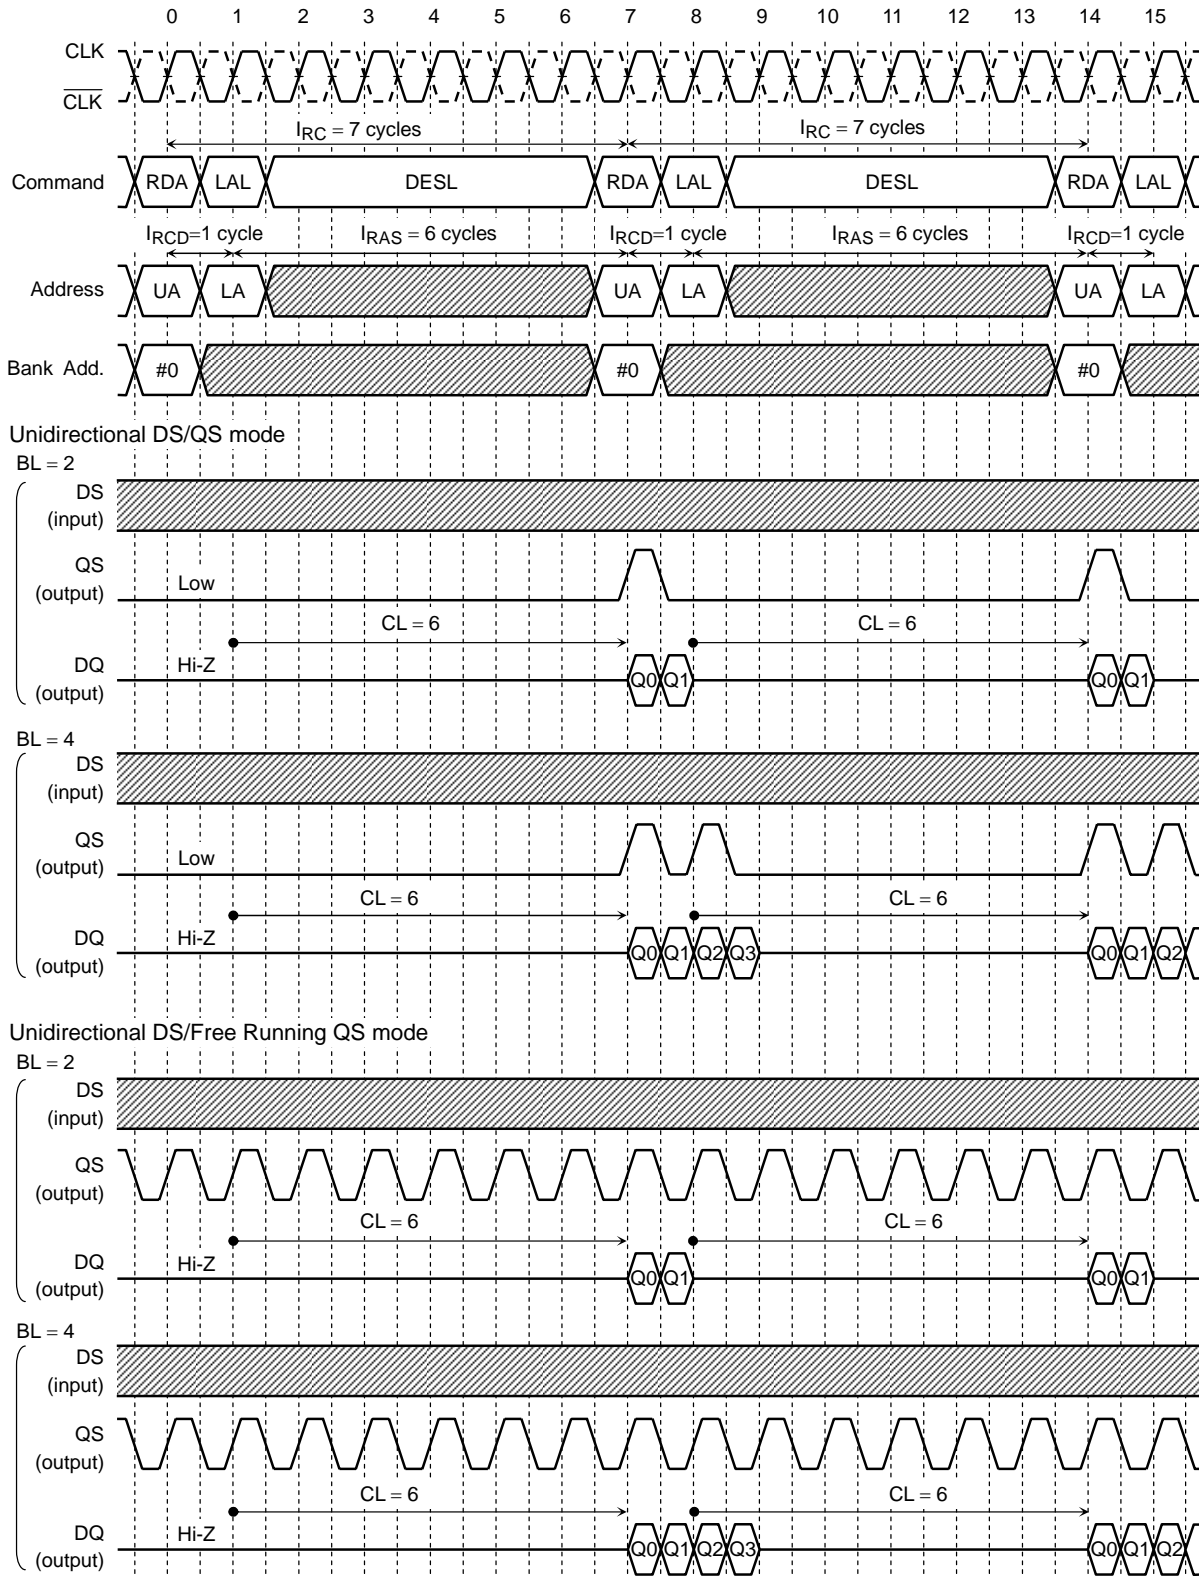 0 1 2 3 4 5 6 7 8 9 10 11 12 13 14 15
CLK
CLK
IRC = 7 cycles IRC = 7 cycles
Command RDA LAL DESL RDA LAL DESL RDA LAL
IRCD=1 cycle IRAS = 6 cycles IRCD=1 cycle IRAS = 6 cycles IRCD=1 cycle
Address UA LA UA LA UA LA
Bank Add. #0 #0 #0
Unidirectional DS/QS mode
BL = 2
DS
(input)
QS
(output)
Low
CL = 6 CL = 6
DQ
(output)
Hi-Z Q0 Q1 Q0 Q1
BL = 4
DS
(input)
QS
(output)
Low
CL = 6 CL = 6
DQ
(output)
Hi-Z Q0 Q1 Q2 Q3 Q0 Q1 Q2
Unidirectional DS/Free Running QS mode
BL = 2
DS
(input)
QS
(output)
CL = 6 CL = 6
DQ
(output)
Hi-Z Q0 Q1 Q0 Q1
BL = 4
DS
(input)
QS
(output)
CL = 6 CL = 6
DQ
(output)
Hi-Z Q0 Q1 Q2 Q3 Q0 Q1 Q2